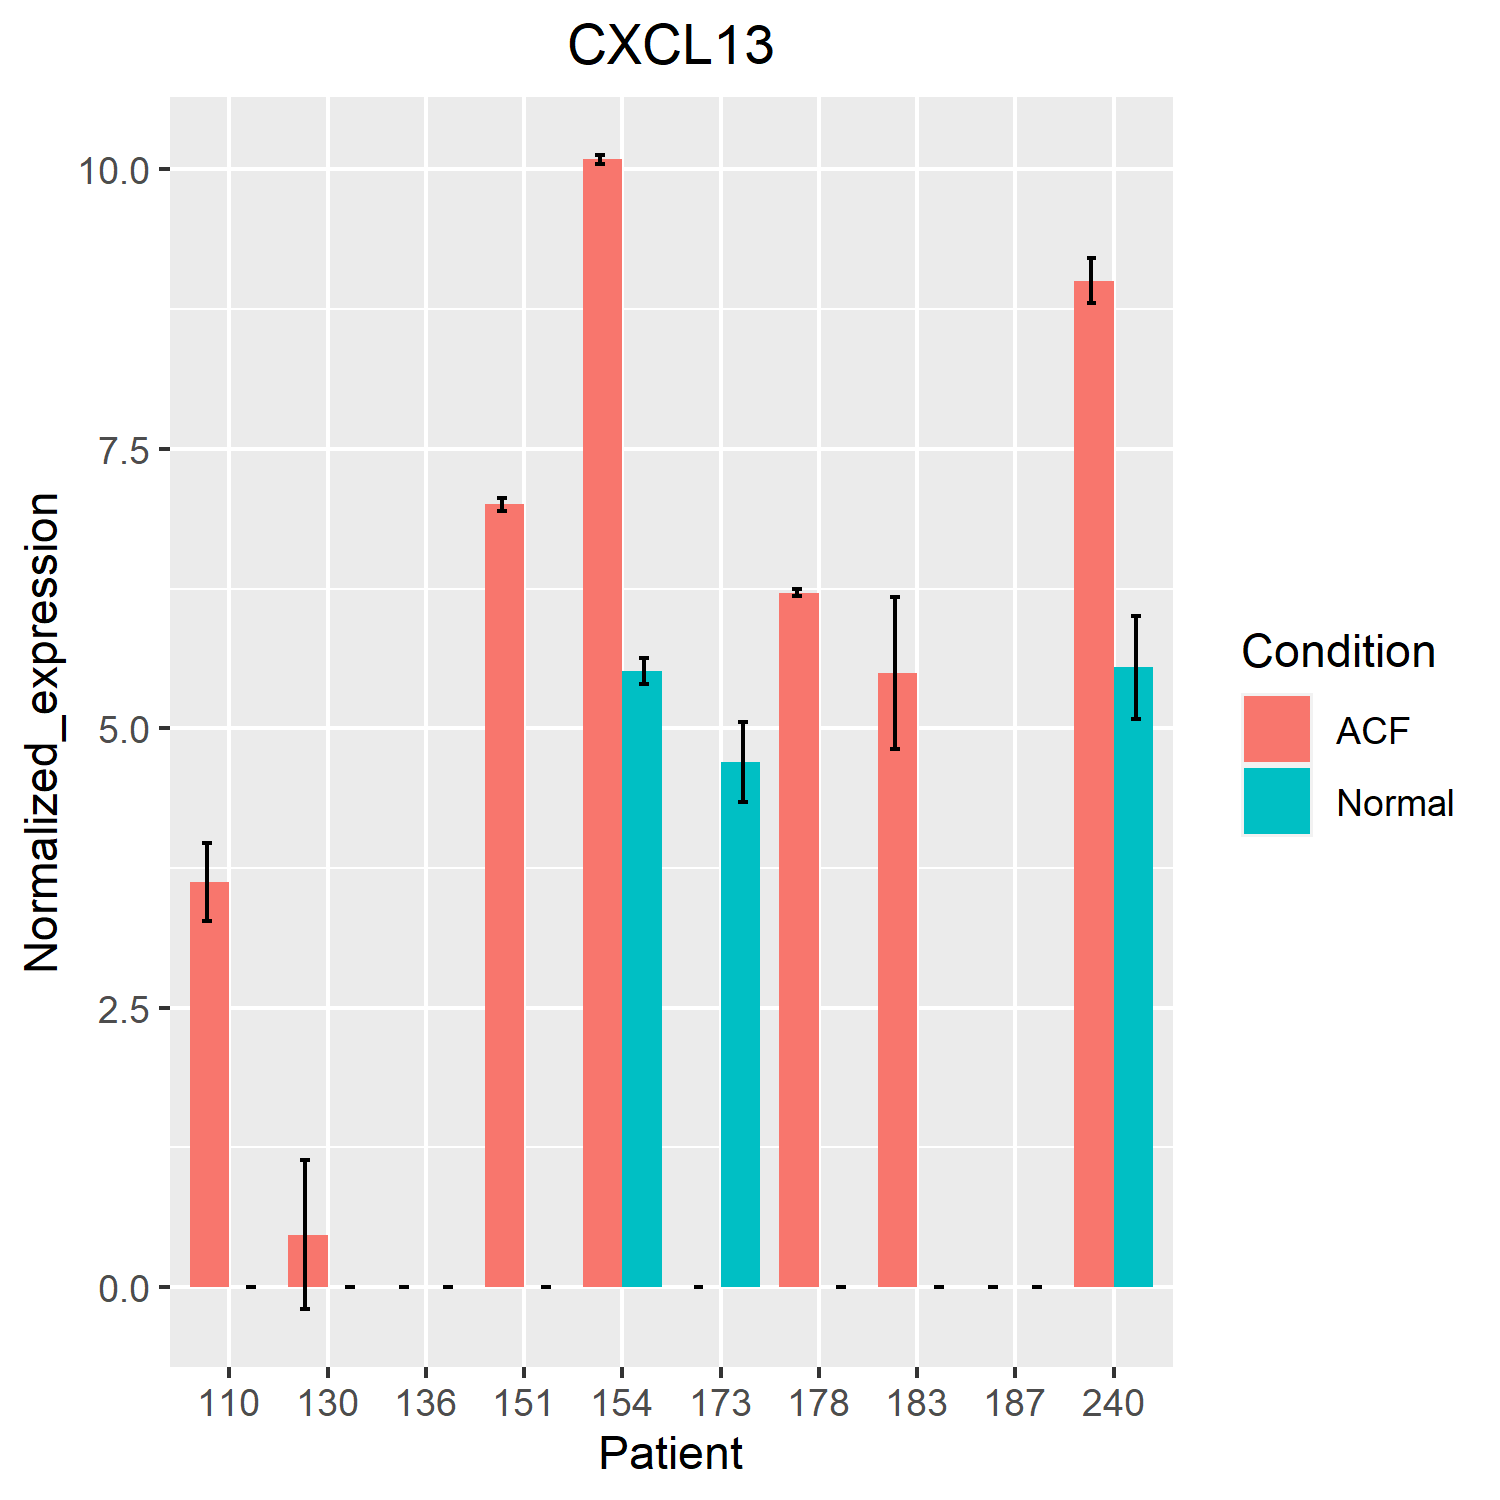 CXCL13
10.0
7.5
5.0
2.5
0.0
Normalized_expression
110 130 136 151 154 173 178 183 187 240
Patient
Condition
ACF
Normal